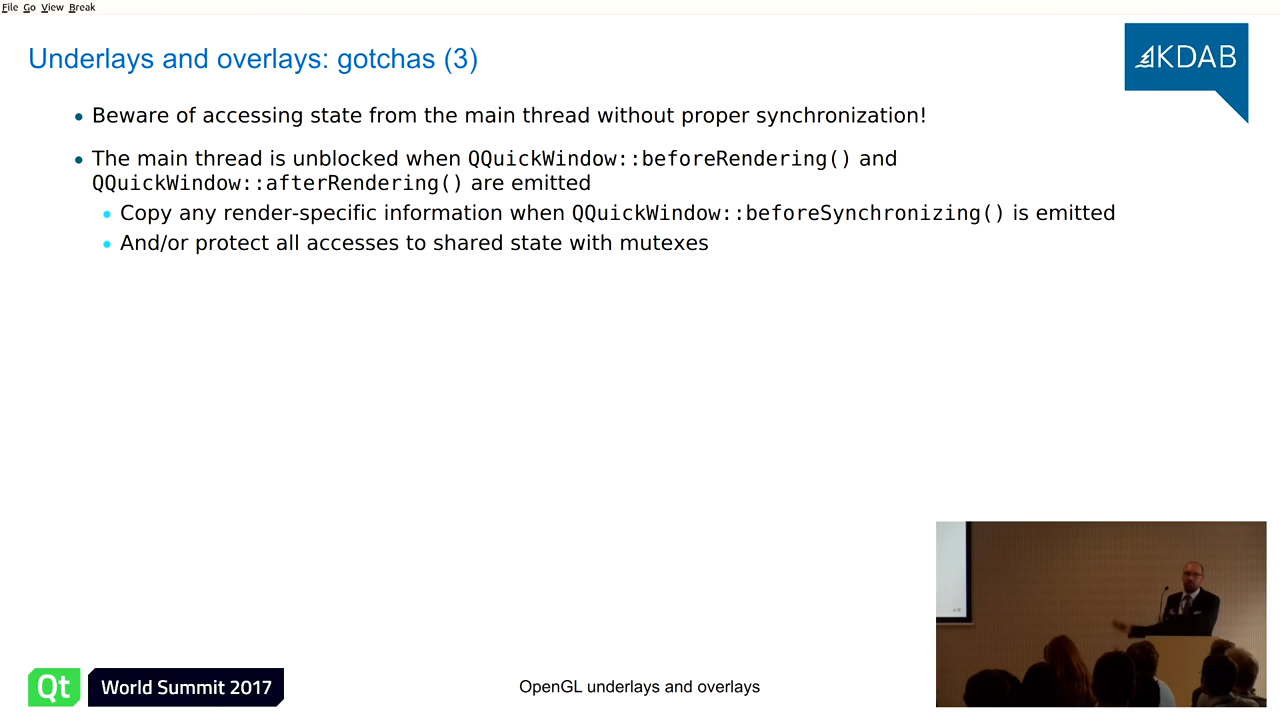 File Go View Break
Underlays and overlays: gotchas (3)
KDAB
Beware of accessing state from the main thread without proper synchronization!
The main thread is unblocked when QQuickWindow::beforeRendering() and
QQuickWindow::afterRendering() are emitted
Copy any render-specific information when QQuickWindow::beforeSynchronizing() is emitted
And/or protect all accesses to shared state with mutexes
Qt World Summit 2017
OpenGL underlays and overlays